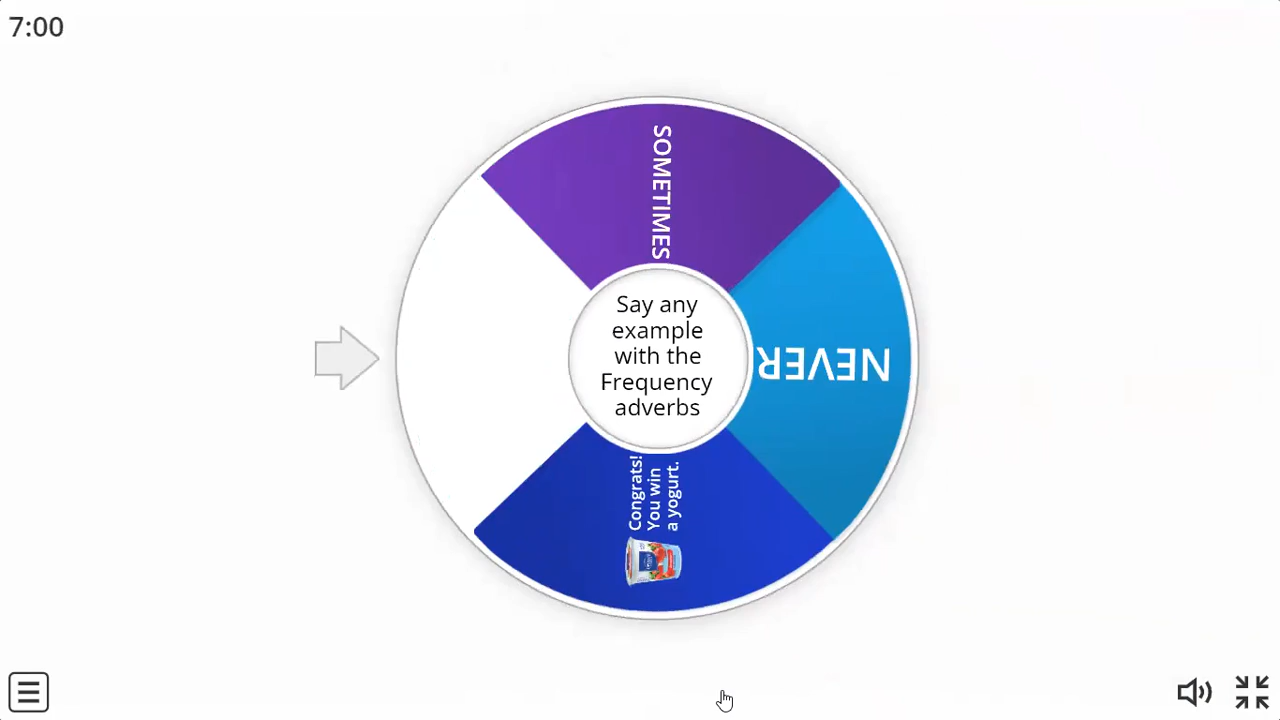 7:00
SOMETIMES
Say any
example
with the
Frequency
adverbs
NEVER
Congrats!
You win
a yogurt.